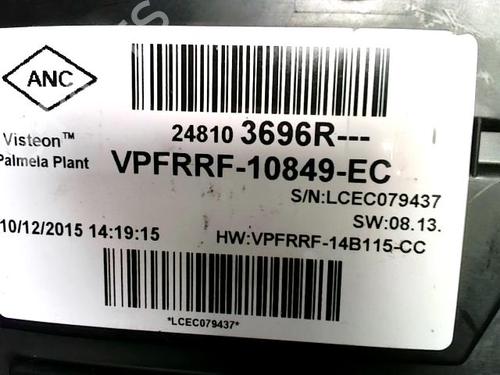 ANC
Visteon™
Palmela Plant
24810 3696R---
VPFRRF-10849-EC
S/N:LCEC079437
SW:08.13.
10/12/2015 14:19:15
HW:VPFRRF-14B115-CC
*LCEC079437*